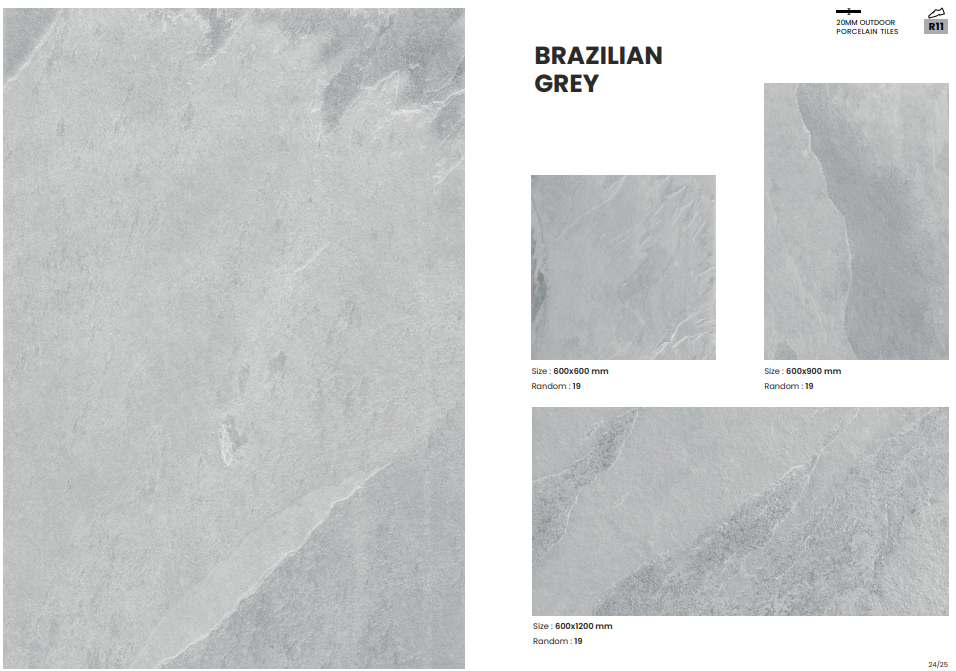 20MM OUTDOOR
PORCELAIN TILES
R11
BRAZILIAN
GREY
Size : 600x600 mm
Random : 19
Size : 600x900 mm
Random : 19
Size : 600x1200 mm
Random : 19
24/25